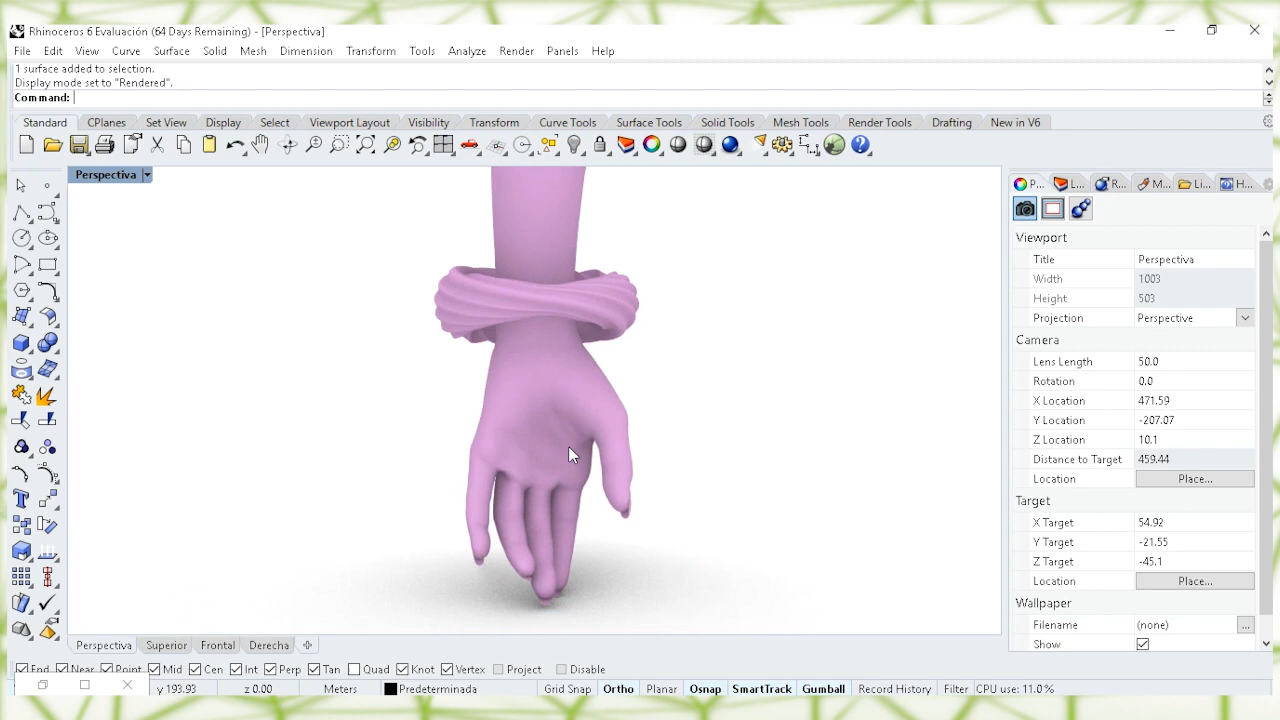 Rhinoceros 6 Evaluación (64 Days Remaining) - [Perspectiva]
File Edit View Curve Surface Solid Mesh Dimension Transform Tools Analyze Render Panels Help
1 surface added to selection.
Display mode set to "Rendered".
Command:
Standard CPlanes Set View Display Select Viewport Layout Visibility Transform Curve Tools Surface Tools Solid Tools Mesh Tools Render Tools Drafting New in V6
Perspectiva
P... L... R... M... Li... H...
Viewport
Title Perspectiva
Width 1003
Height 503
Projection Perspective
Camera
Lens Length 50.0
Rotation 0.0
X Location 471.59
Y Location -207.07
Z Location 10.1
Distance to Target 459.44
Location Place...
Target
X Target 54.92
Y Target -21.55
Z Target -45.1
Location Place...
Wallpaper
Filename (none) ...
Show
Perspectiva Superior Frontal Derecha
End Near Point Mid Cen Int Perp Tan Quad Knot Vertex Project Disable
y 193.93 z 0.00 Meters Predeterminada Grid Snap Ortho Planar Osnap SmartTrack Gumball Record History Filter CPU use: 11.0 %